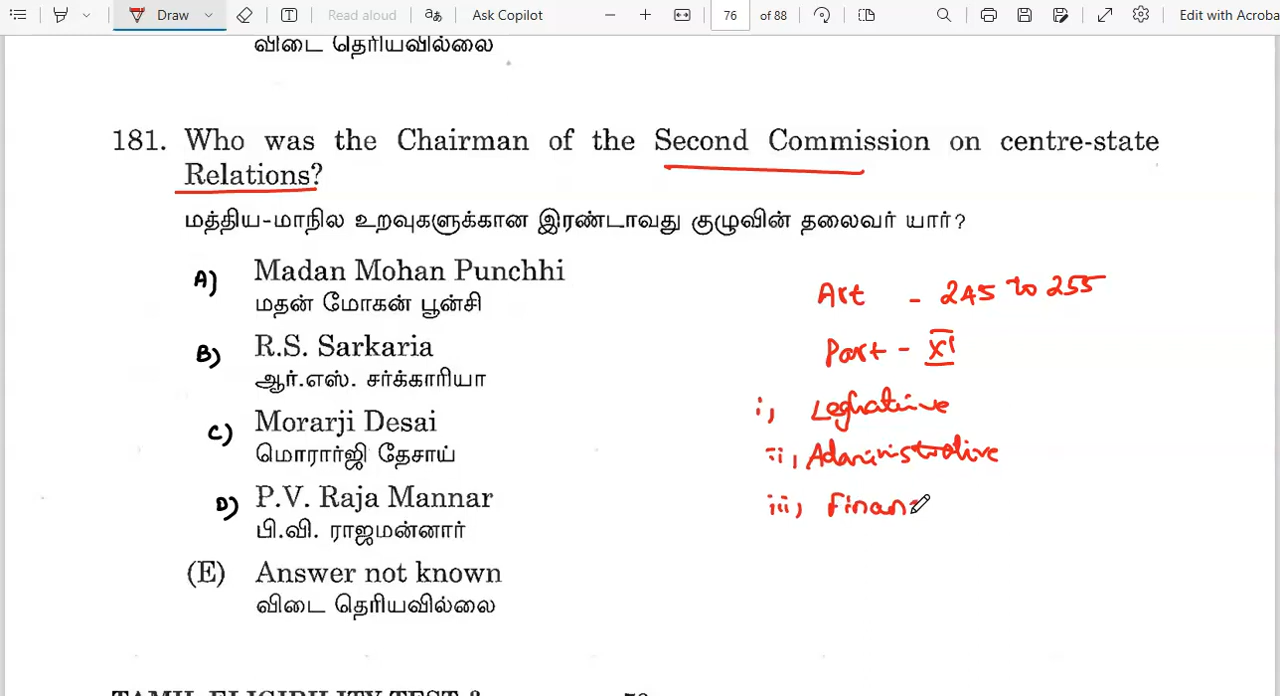 Draw
Read aloud
Ask Copilot
76
of 88
Edit with Acroba
விடை தெரியவில்லை
181. Who was the Chairman of the Second Commission on centre-state
Relations?
மத்திய-மாநில உறவுகளுக்கான இரண்டாவது குழுவின் தலைவர் யார்?
A) Madan Mohan Punchhi
மதன் மோகன் பூன்சி
B) R.S. Sarkaria
ஆர்.எஸ். சர்க்காரியா
C) Morarji Desai
மொரார்ஜி தேசாய்
D) P.V. Raja Mannar
பி.வி. ராஜமன்னார்
(E) Answer not known
விடை தெரியவில்லை
Art - 245 to 255
Part - XI
i,
ii, Administrative
iii, Finan